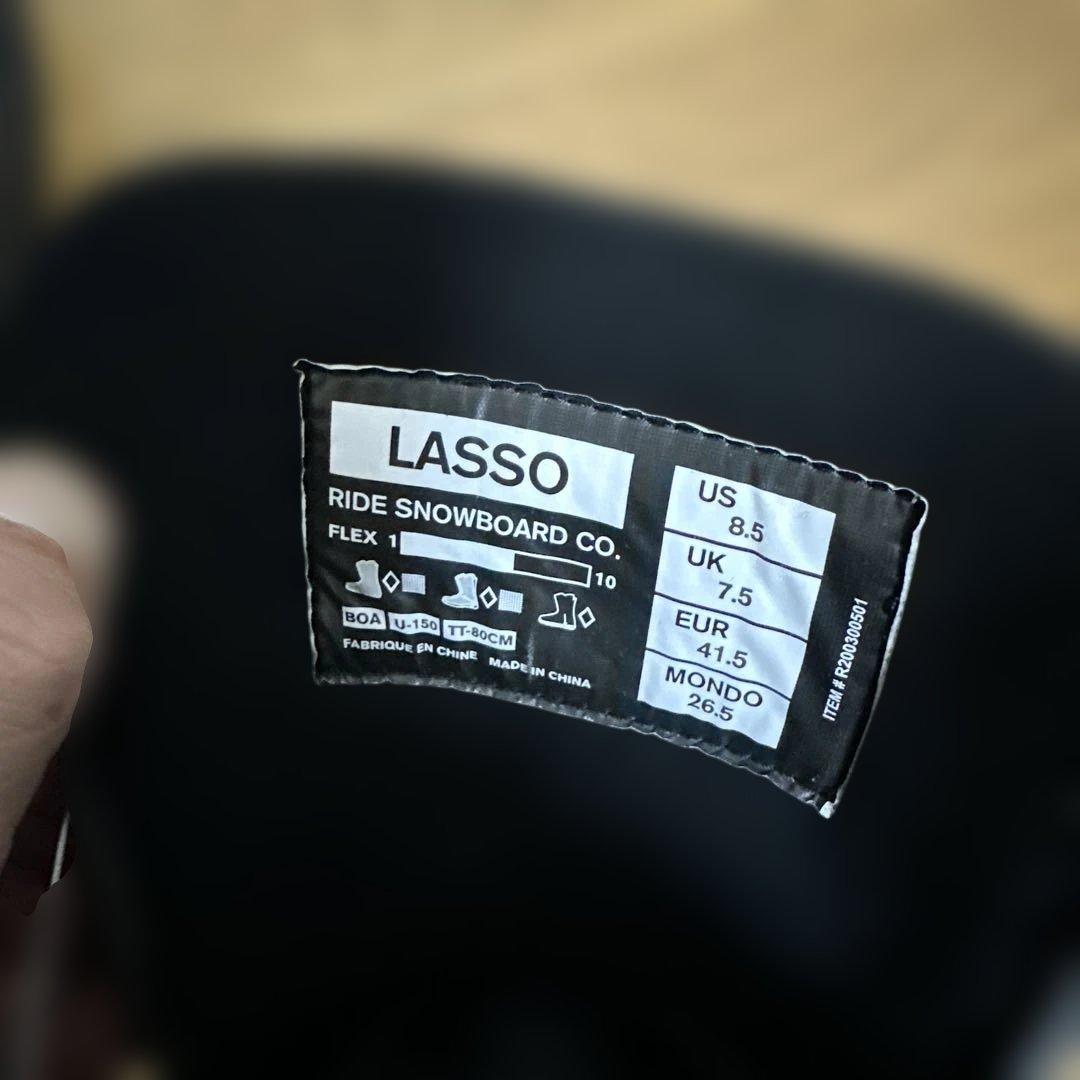 LASSO
RIDE SNOWBOARD CO.
FLEX 1 10
BOA U-150 TT-80CM
FABRIQUE EN CHINE MADE IN CHINA
US
8.5
UK
7.5
EUR
41.5
MONDO
26.5
ITEM # R200300501